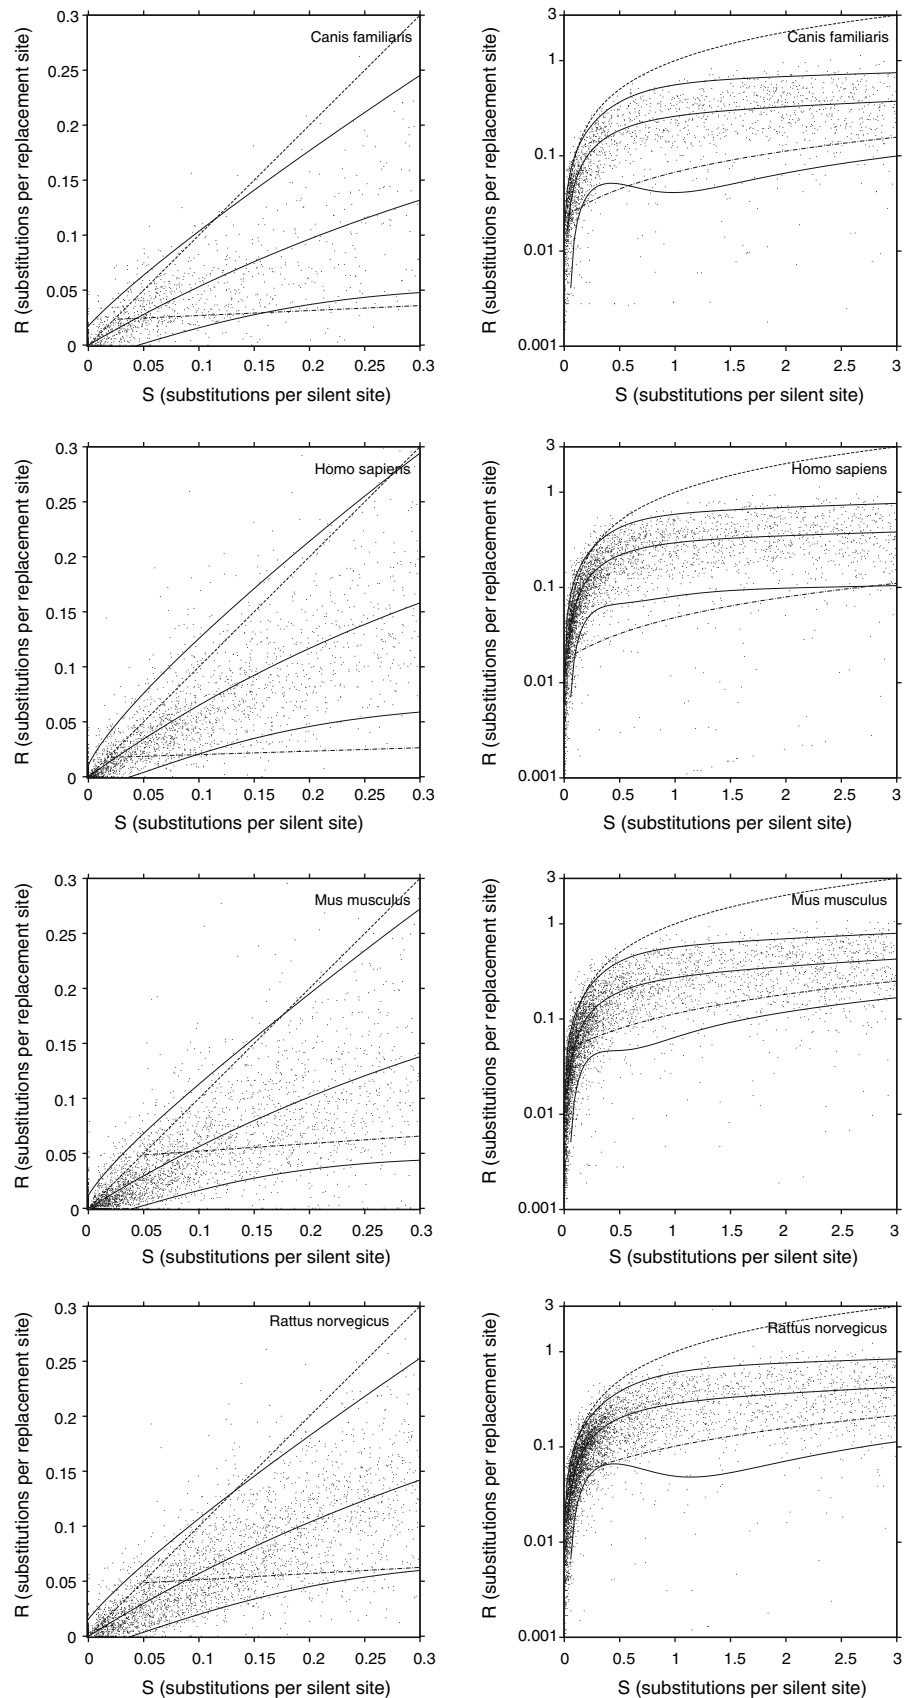 0.3
Canis familiaris
0.25
0.2
0.15
0.1
0.05
0
R (substitutions per replacement site)
0 0.05 0.1 0.15 0.2 0.25 0.3
S (substitutions per silent site)
3
Canis familiaris
1
0.1
0.01
0.001
R (substitutions per replacement site)
0 0.5 1 1.5 2 2.5 3
S (substitutions per silent site)
0.3
Homo sapiens
0.25
0.2
0.15
0.1
0.05
0
R (substitutions per replacement site)
0 0.05 0.1 0.15 0.2 0.25 0.3
S (substitutions per silent site)
3
Homo sapiens
1
0.1
0.01
0.001
R (substitutions per replacement site)
0 0.5 1 1.5 2 2.5 3
S (substitutions per silent site)
0.3
Mus musculus
0.25
0.2
0.15
0.1
0.05
0
R (substitutions per replacement site)
0 0.05 0.1 0.15 0.2 0.25 0.3
S (substitutions per silent site)
3
Mus musculus
1
0.1
0.01
0.001
R (substitutions per replacement site)
0 0.5 1 1.5 2 2.5 3
S (substitutions per silent site)
0.3
Rattus norvegicus
0.25
0.2
0.15
0.1
0.05
0
R (substitutions per replacement site)
0 0.05 0.1 0.15 0.2 0.25 0.3
S (substitutions per silent site)
3
Rattus norvegicus
1
0.1
0.01
0.001
R (substitutions per replacement site)
0 0.5 1 1.5 2 2.5 3
S (substitutions per silent site)